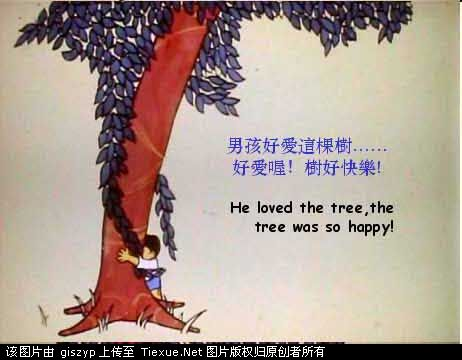 男孩好愛這棵樹……
好愛喔! 樹好快樂!
He loved the tree,the
tree was so happy!
该图片由 giszyp 上传至 Tiexue.Net 图片版权归原创者所有